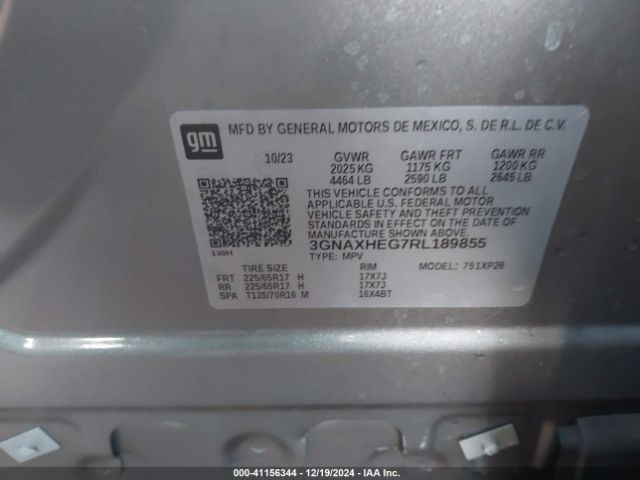 gm
MFD BY GENERAL MOTORS DE MEXICO, S. DE R.L. DE C.V.
10/23 GVWR GAWR FRT GAWR RR
2025 KG 1175 KG 1200 KG
4464 LB 2590 LB 2645 LB
THIS VEHICLE CONFORMS TO ALL
APPLICABLE U.S. FEDERAL MOTOR
VEHICLE SAFETY AND THEFT PREVENTION
STANDARDS IN EFFECT ON THE DATE OF
MANUFACTURE SHOWN ABOVE.
3GNAXHEG7RL189855
TYPE: MPV MODEL: 751XP26
139H
TIRE SIZE RIM
FRT 225/65R17 H 17X7J
RR 225/65R17 H 17X7J
SPA T135/70R16 M 16X4BT
000-41156344 | 12/19/2024 | IAA Inc.